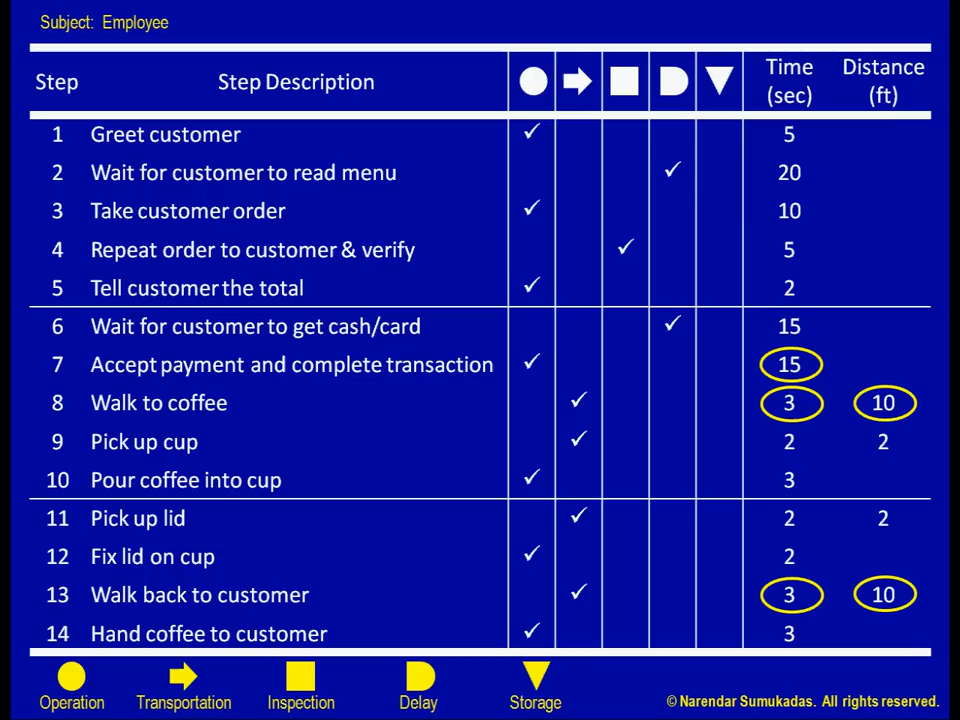 Subject: Employee
Step Step Description Time (sec) Distance (ft)
1 Greet customer ✓ 5
2 Wait for customer to read menu ✓ 20
3 Take customer order ✓ 10
4 Repeat order to customer & verify ✓ 5
5 Tell customer the total ✓ 2
6 Wait for customer to get cash/card ✓ 15
7 Accept payment and complete transaction ✓ 15
8 Walk to coffee ✓ 3 10
9 Pick up cup ✓ 2 2
10 Pour coffee into cup ✓ 3
11 Pick up lid ✓ 2 2
12 Fix lid on cup ✓ 2
13 Walk back to customer ✓ 3 10
14 Hand coffee to customer ✓ 3
Operation Transportation Inspection Delay Storage © Narendar Sumukadas. All rights reserved.